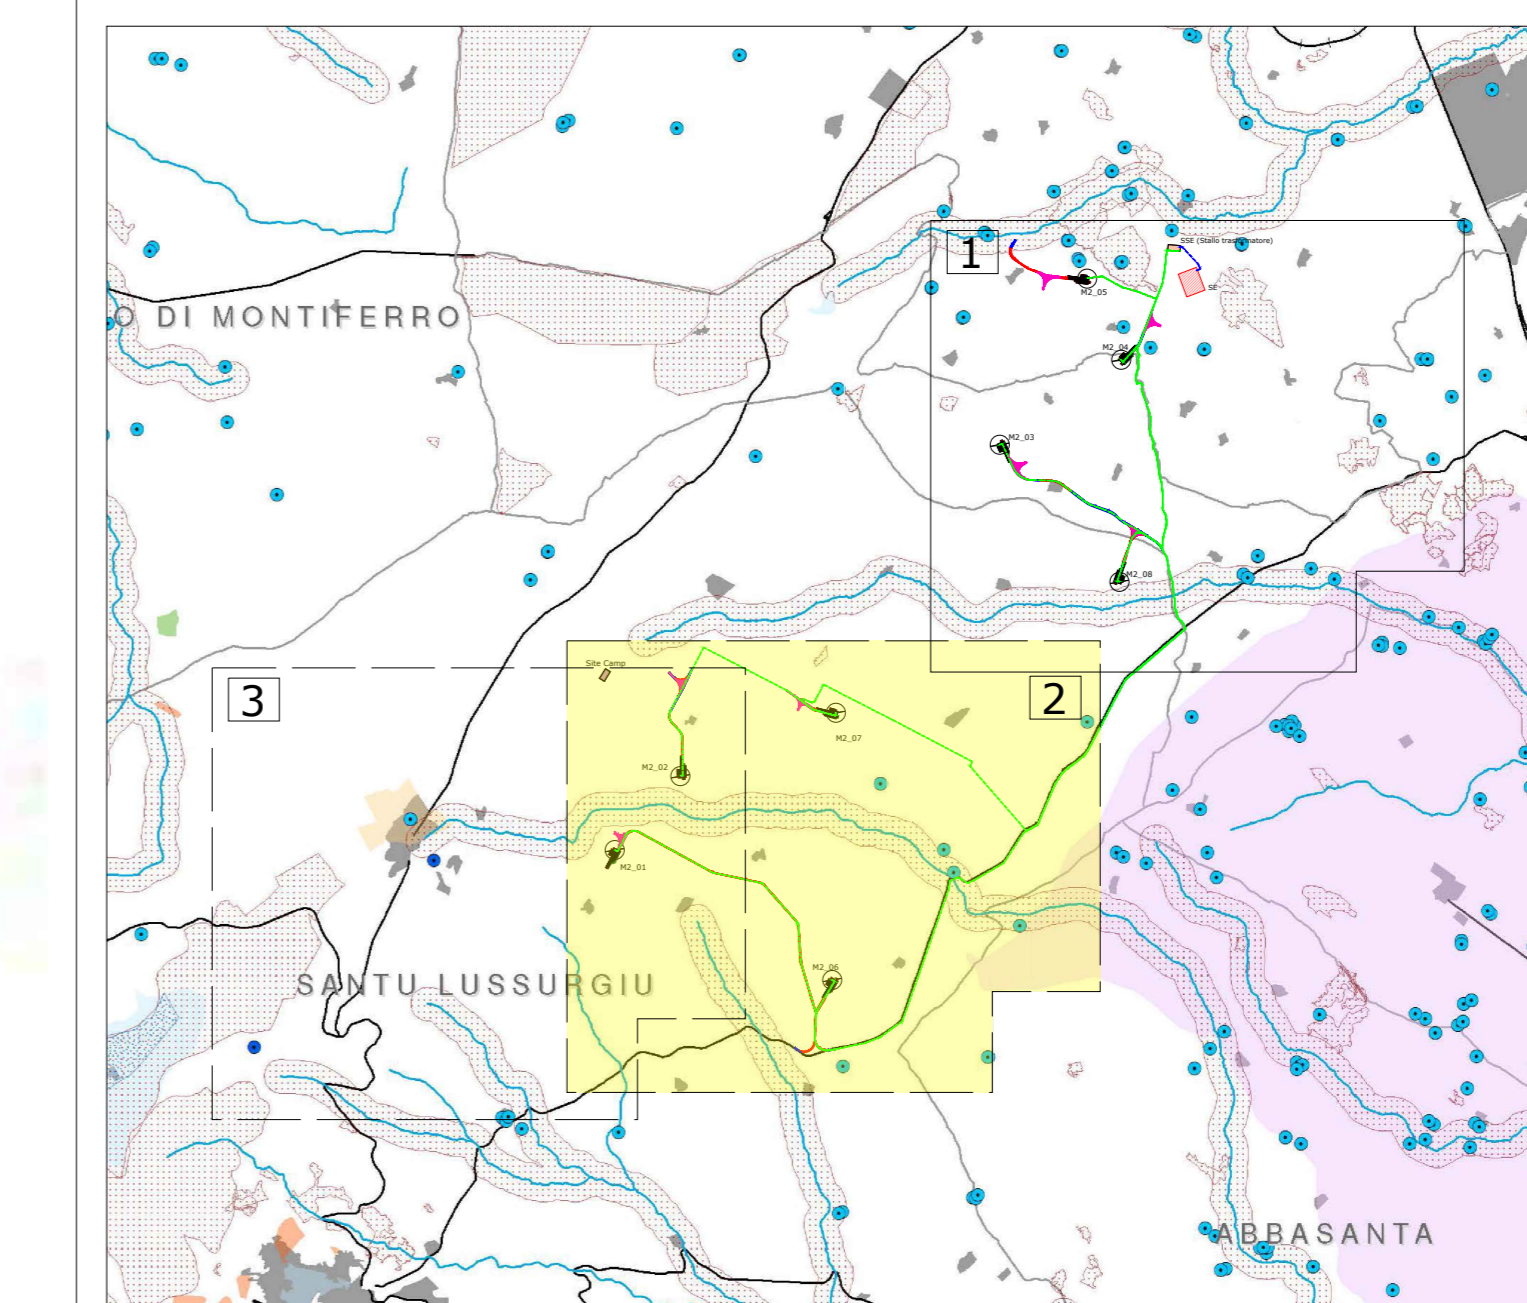 1
SSE (Stallo trasformatore)
SE
M2_05
O DI MONTIFERRO
M2_04
M2_03
M2_08
Site Camp
3
2
M2_07
M2_02
M2_01
M2_06
SANTU LUSSURGIU
ABBASANTA